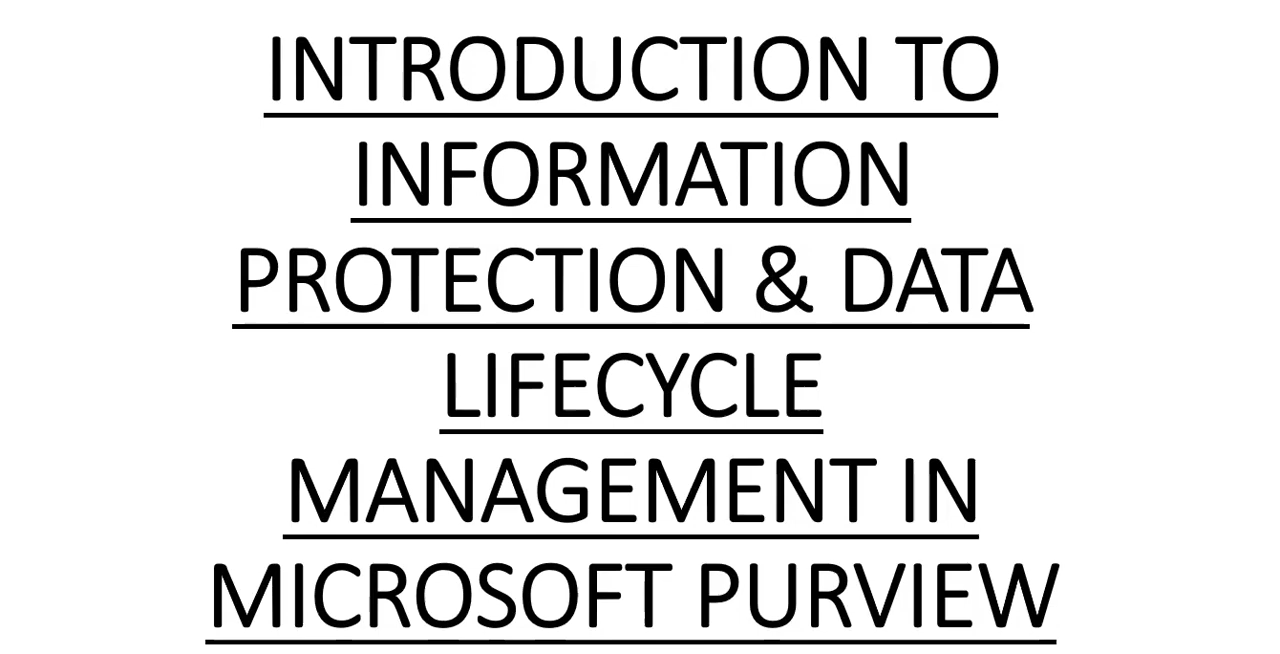 INTRODUCTION TO
INFORMATION
PROTECTION & DATA
LIFECYCLE
MANAGEMENT IN
MICROSOFT PURVIEW